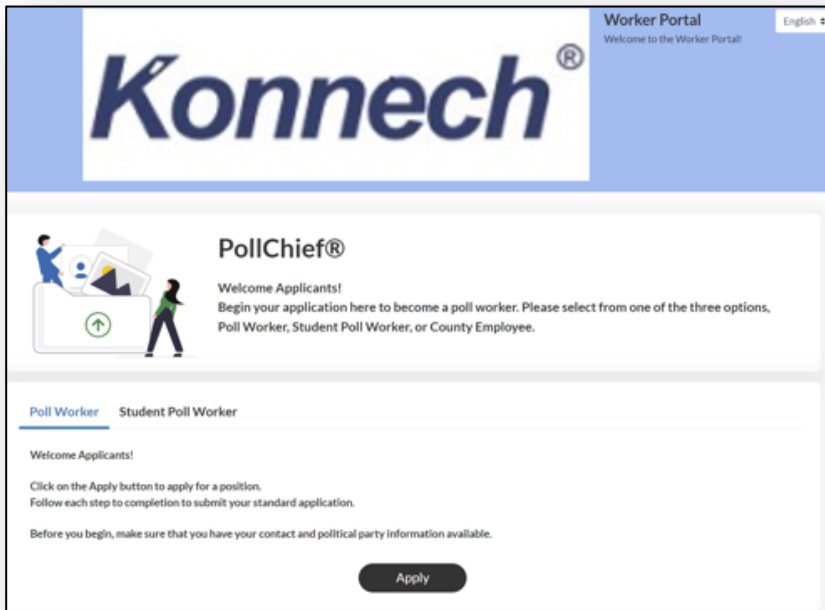 Konnech®
Worker Portal
Welcome to the Worker Portal!
English
PollChief®
Welcome Applicants!
Begin your application here to become a poll worker. Please select from one of the three options,
Poll Worker, Student Poll Worker, or County Employee.
Poll Worker
Student Poll Worker
Welcome Applicants!
Click on the Apply button to apply for a position.
Follow each step to completion to submit your standard application.
Before you begin, make sure that you have your contact and political party information available.
Apply